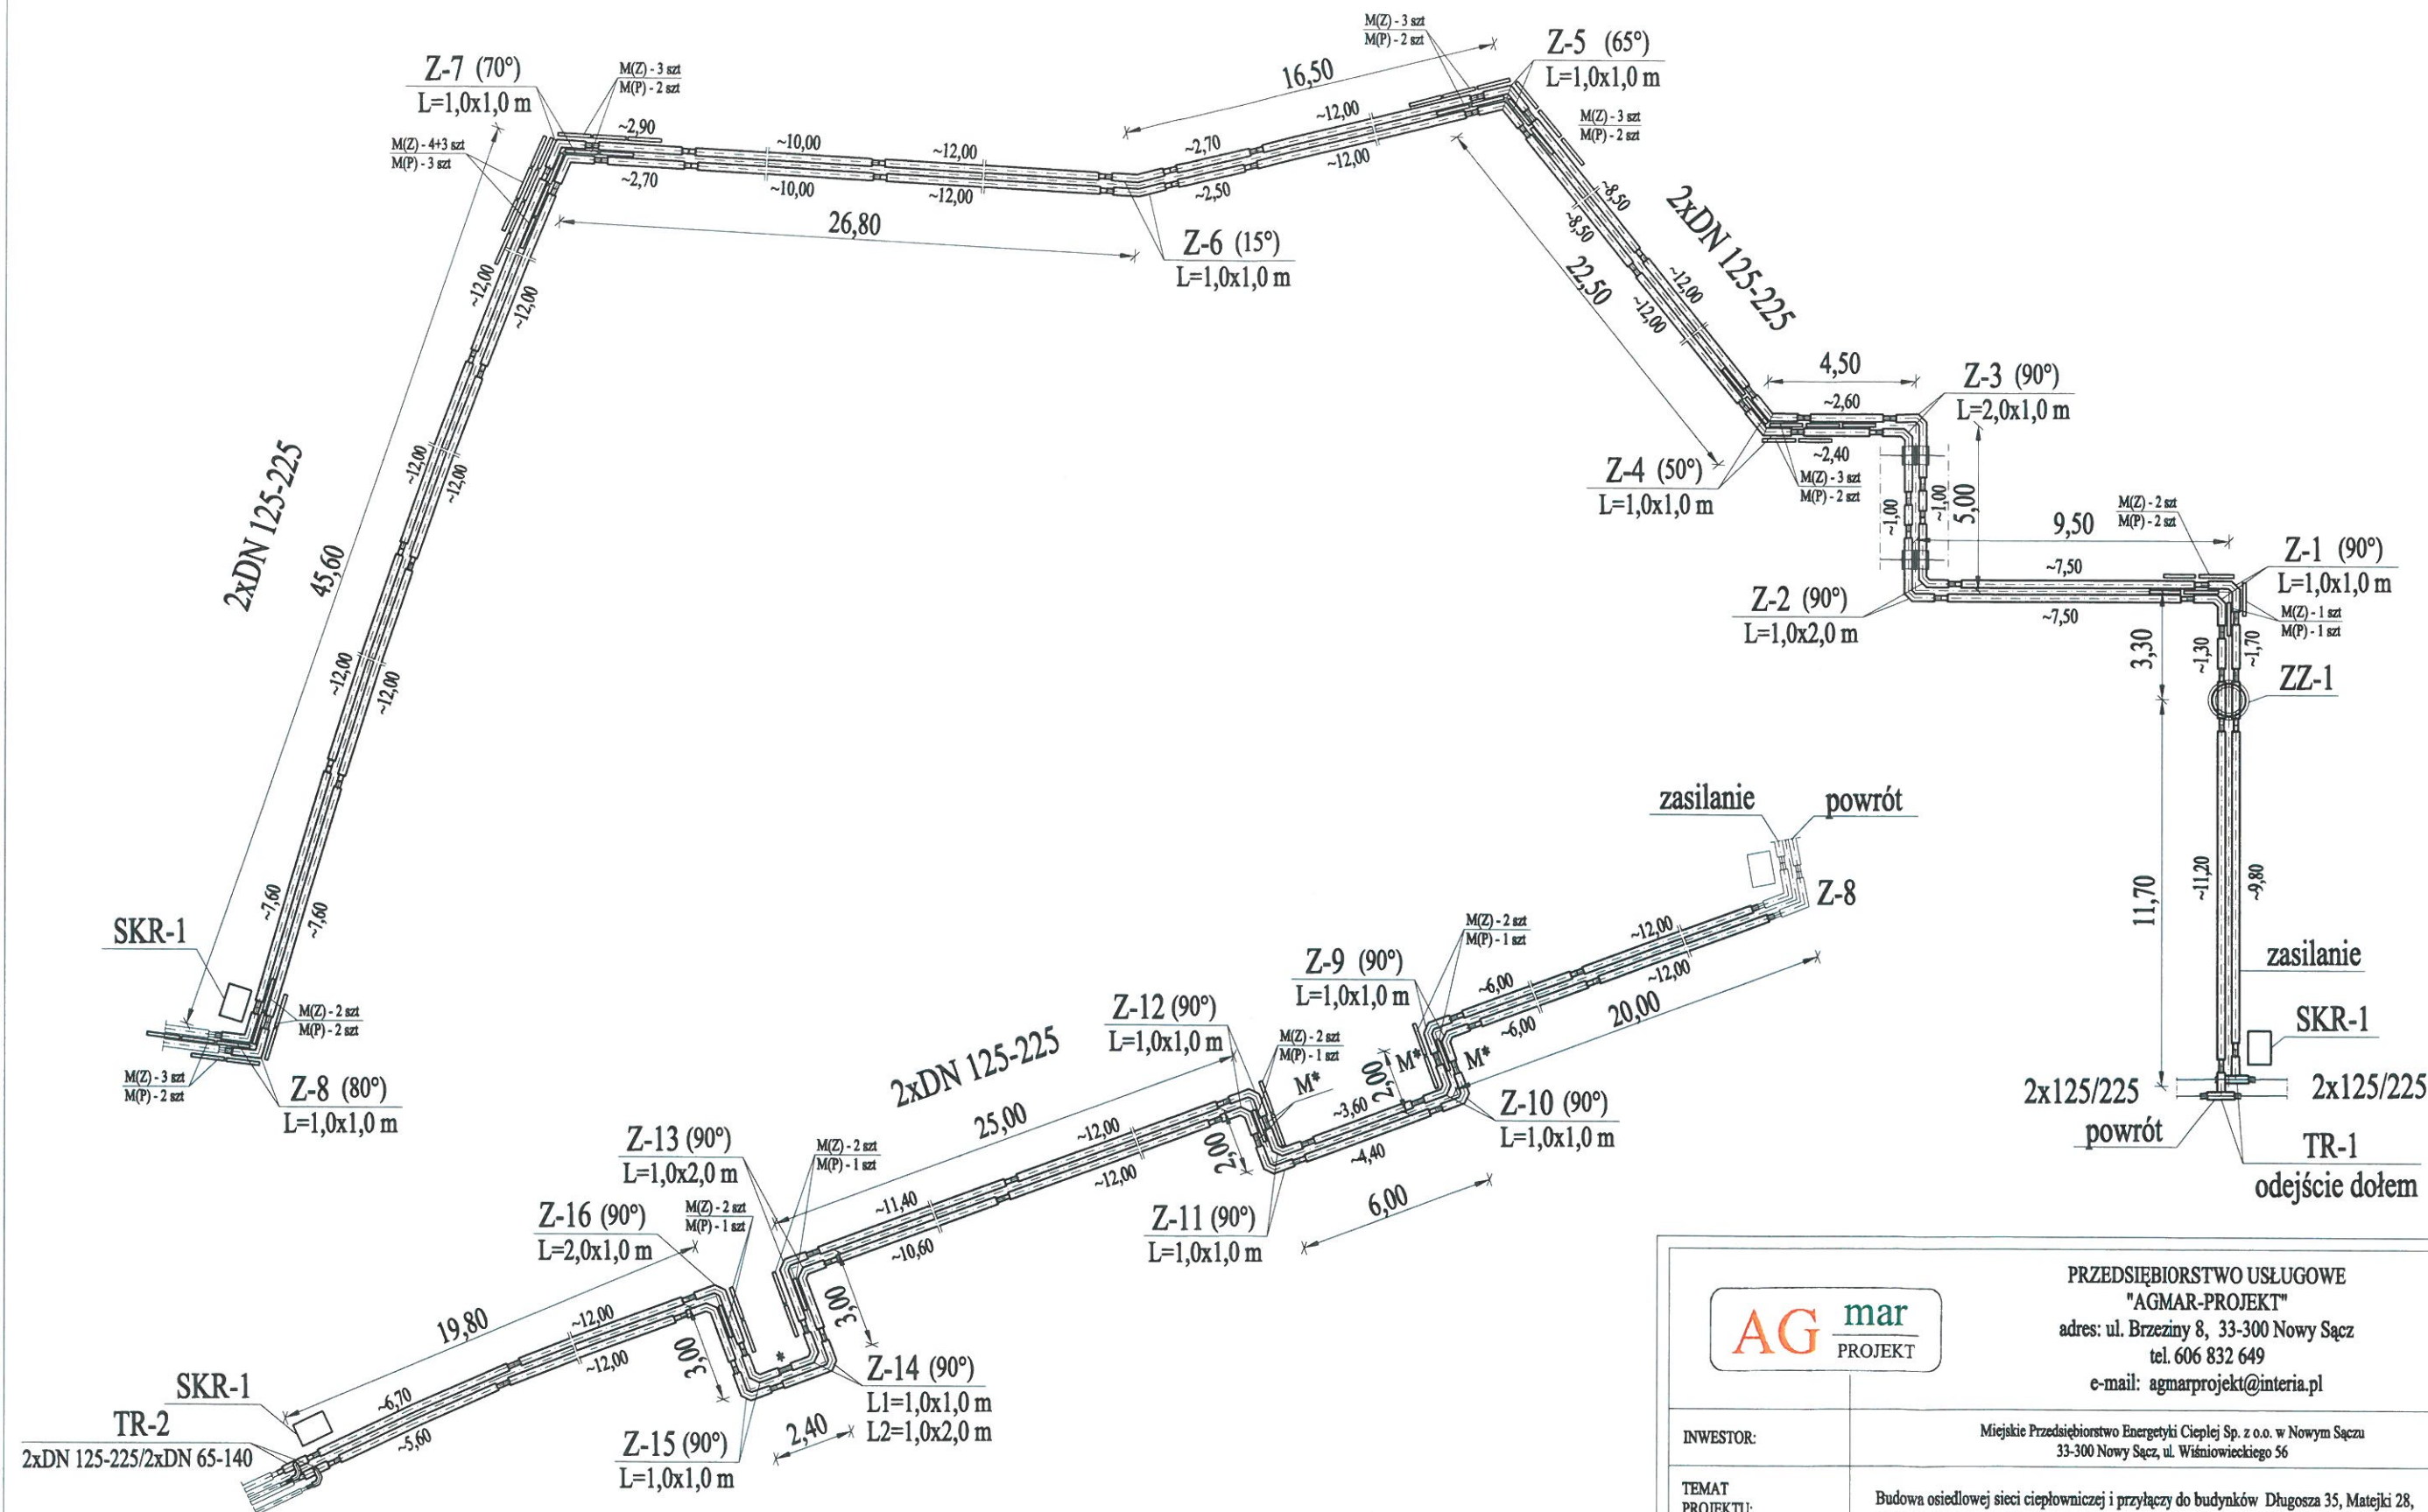 M(Z) - 3 szt
M(P) - 2 szt
Z-5 (65°)
L=1,0x1,0 m
16,50
Z-7 (70°)
L=1,0x1,0 m
M(Z) - 3 szt
M(P) - 2 szt
~2,90
M(Z) - 4+3 szt
M(P) - 3 szt
~10,00
~12,00
~2,70
~12,00
M(Z) - 3 szt
M(P) - 2 szt
~2,70
~10,00
~12,00
~2,50
~12,00
26,80
Z-6 (15°)
L=1,0x1,0 m
~8,50
~8,50
2xDN 125-225
22,50
~12,00
~12,00
~12,00
~12,00
4,50
Z-3 (90°)
L=2,0x1,0 m
~2,60
~2,40
Z-4 (50°)
L=1,0x1,0 m
M(Z) - 3 szt
M(P) - 2 szt
~1,00
~1,00
5,00
M(Z) - 2 szt
M(P) - 2 szt
9,50
Z-1 (90°)
L=1,0x1,0 m
~7,50
~7,50
Z-2 (90°)
L=1,0x2,0 m
M(Z) - 1 szt
M(P) - 1 szt
3,30
~1,30
~1,70
ZZ-1
2xDN 125-225
45,60
~12,00
~12,00
~12,00
~12,00
~7,60
~7,60
SKR-1
M(Z) - 2 szt
M(P) - 2 szt
M(Z) - 3 szt
M(P) - 2 szt
Z-8 (80°)
L=1,0x1,0 m
zasilanie
powrót
Z-8
11,70
~11,20
~9,80
zasilanie
SKR-1
2x125/225
2x125/225
powrót
TR-1
odejście dołem
M(Z) - 2 szt
M(P) - 1 szt
~12,00
~12,00
Z-9 (90°)
L=1,0x1,0 m
~6,00
~6,00
20,00
Z-12 (90°)
L=1,0x1,0 m
M(Z) - 2 szt
M(P) - 1 szt
M*
M*
M*
2,00
~3,60
~4,40
Z-10 (90°)
L=1,0x1,0 m
2xDN 125-225
25,00
~12,00
~12,00
2,00
6,00
Z-11 (90°)
L=1,0x1,0 m
Z-13 (90°)
L=1,0x2,0 m
M(Z) - 2 szt
M(P) - 1 szt
~11,40
~10,60
Z-16 (90°)
L=2,0x1,0 m
M(Z) - 2 szt
M(P) - 1 szt
3,00
3,00
*
19,80
~12,00
~12,00
Z-14 (90°)
L1=1,0x1,0 m
L2=1,0x2,0 m
2,40
Z-15 (90°)
L=1,0x1,0 m
SKR-1
TR-2
2xDN 125-225/2xDN 65-140
~6,70
~5,60
AG mar
PROJEKT
PRZEDSIĘBIORSTWO USŁUGOWE
"AGMAR-PROJEKT"
adres: ul. Brzeziny 8, 33-300 Nowy Sącz
tel. 606 832 649
e-mail: agmarprojekt@interia.pl
INWESTOR:
Miejskie Przedsiębiorstwo Energetyki Cieplej Sp. z o.o. w Nowym Sączu
33-300 Nowy Sącz, ul. Wiśniowieckiego 56
TEMAT
PROJEKTU:
Budowa osiedlowej sieci ciepłowniczej i przyłączy do budynków Długosza 35, Matejki 28,